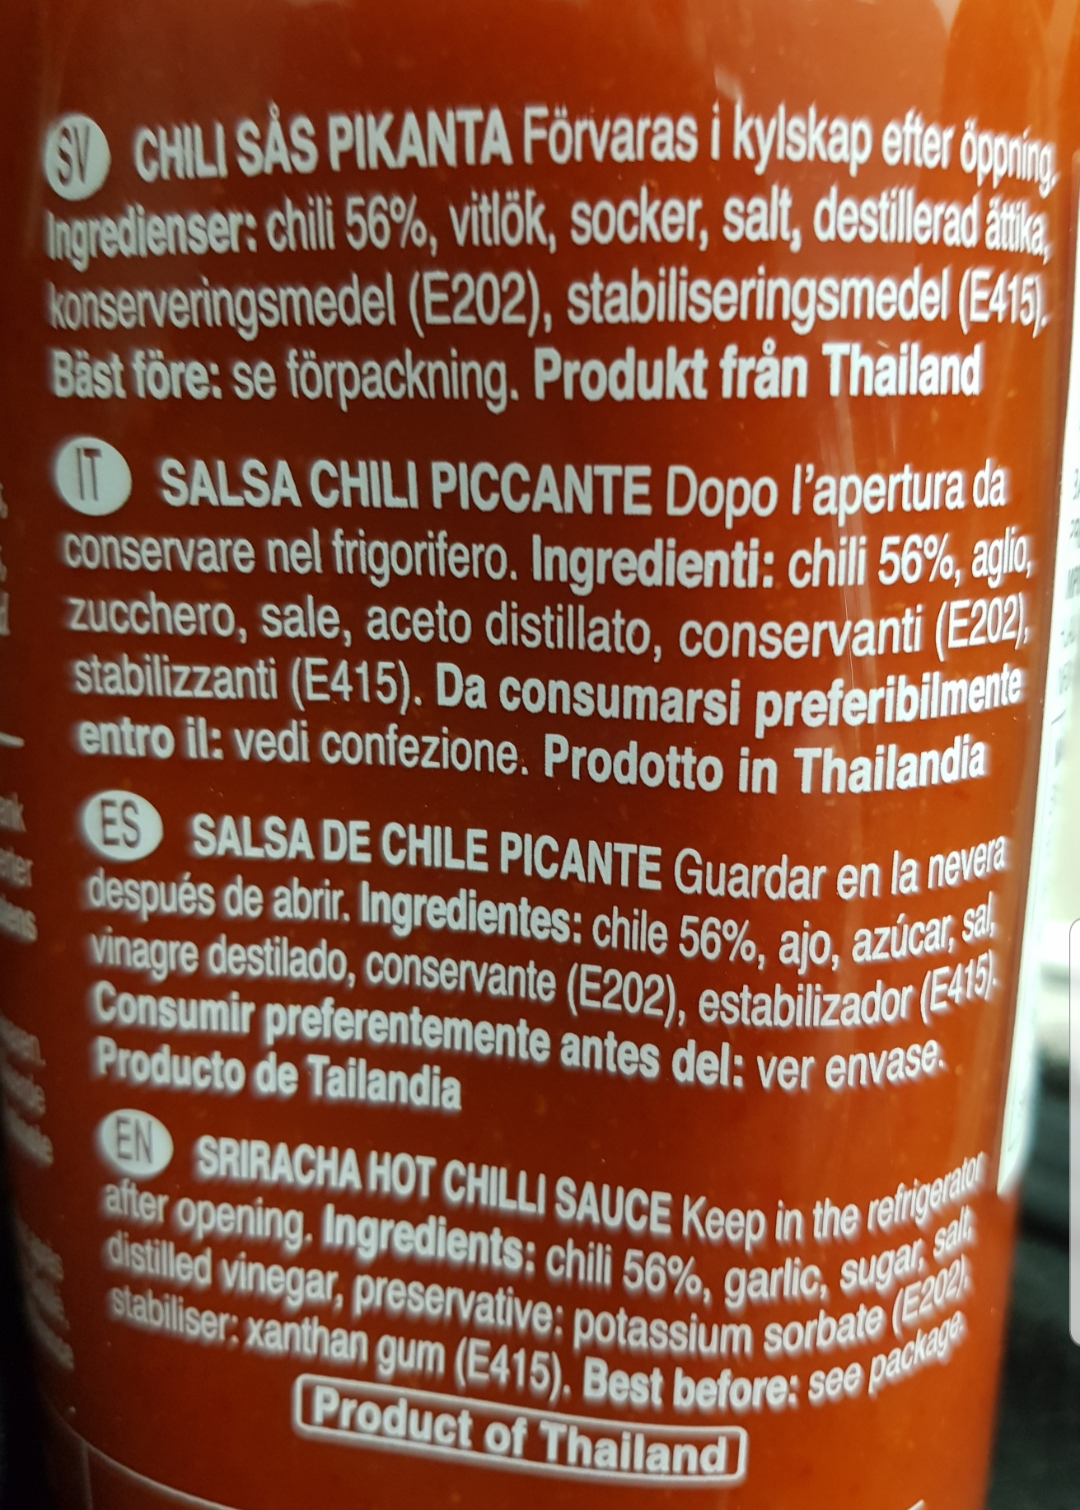 SV CHILI SÅS PIKANTA Förvaras i kylskap efter öppning.
Ingredienser: chili 56%, vitlök, socker, salt, destillerad ättika,
konserveringsmedel (E202), stabiliseringsmedel (E415).
Bäst före: se förpackning. Produkt från Thailand
IT SALSA CHILI PICCANTE Dopo l'apertura da
conservare nel frigorifero. Ingredienti: chili 56%, aglio,
zucchero, sale, aceto distillato, conservanti (E202),
stabilizzanti (E415). Da consumarsi preferibilmente
entro il: vedi confezione. Prodotto in Thailandia
ES SALSA DE CHILE PICANTE Guardar en la nevera
después de abrir. Ingredientes: chile 56%, ajo, azúcar, sal,
vinagre destilado, conservante (E202), estabilizador (E415).
Consumir preferentemente antes del: ver envase.
Producto de Tailandia
EN SRIRACHA HOT CHILLI SAUCE Keep in the refrigerator
after opening. Ingredients: chili 56%, garlic, sugar, salt,
distilled vinegar, preservative: potassium sorbate (E202),
stabiliser: xanthan gum (E415). Best before: see package.
Product of Thailand